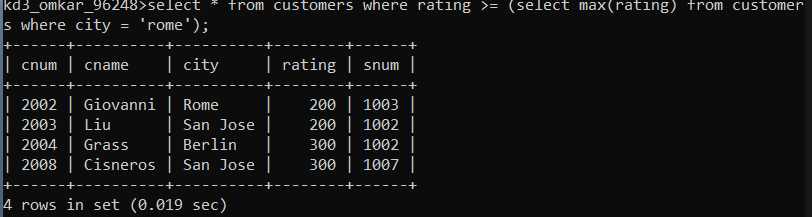 kd3_omkar_96248>select * from customers where rating >= (select max(rating) from customer
s where city = 'rome');
+------+----------+----------+--------+------+
| cnum | cname    | city     | rating | snum |
+------+----------+----------+--------+------+
| 2002 | Giovanni | Rome     |    200 | 1003 |
| 2003 | Liu      | San Jose |    200 | 1002 |
| 2004 | Grass    | Berlin   |    300 | 1002 |
| 2008 | Cisneros | San Jose |    300 | 1007 |
+------+----------+----------+--------+------+
4 rows in set (0.019 sec)